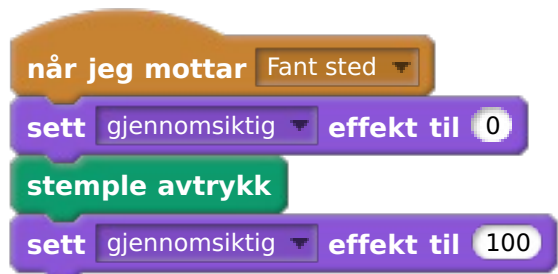 når jeg mottar Fant sted
sett gjennomsiktig effekt til 0
stemple avtrykk
sett gjennomsiktig effekt til 100